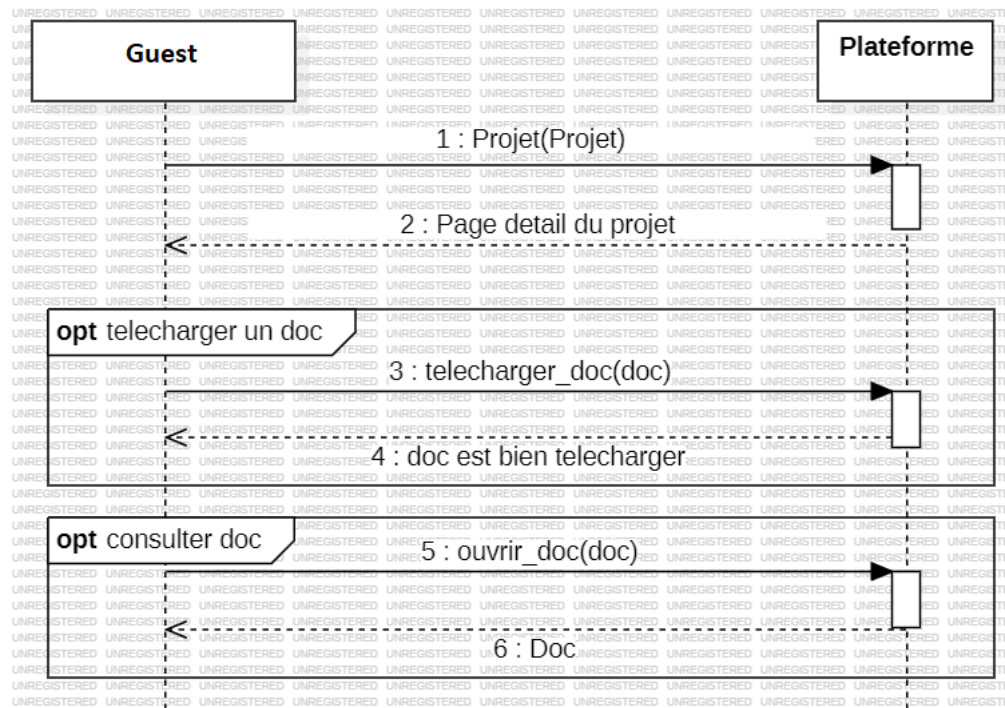 Guest
Plateforme
1 : Projet(Projet)
2 : Page detail du projet
opt telecharger un doc
3 : telecharger_doc(doc)
4 : doc est bien telecharger
opt consulter doc
5 : ouvrir_doc(doc)
6 : Doc
UNREGISTERED